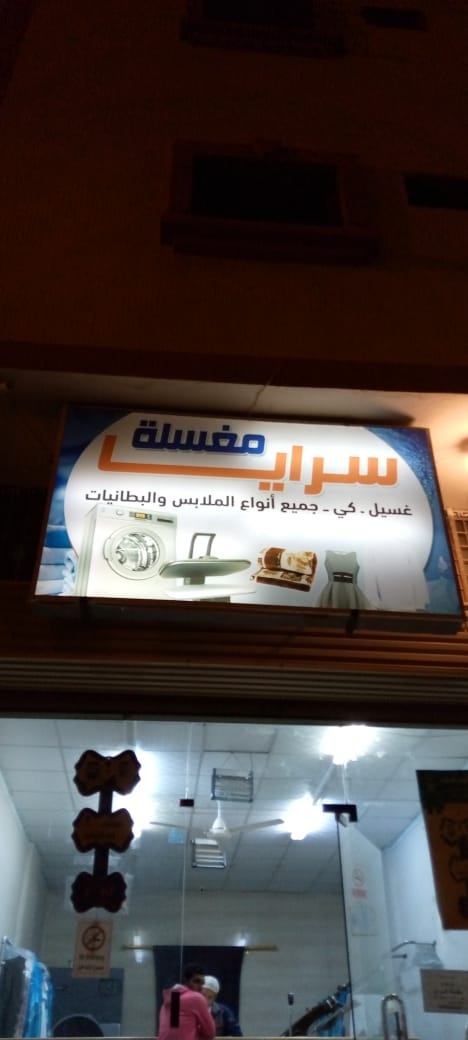 مغسلة
سرايا
غسيل . كي - جميع أنواع الملابس والبطانيات